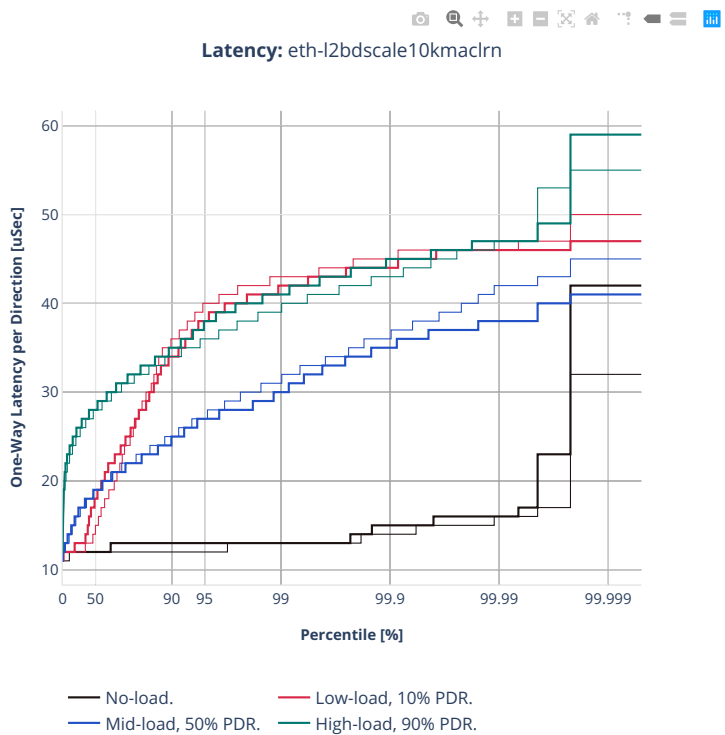 Latency: eth-l2bdscale10kmaclrn
60
50
40
30
20
10
One-Way Latency per Direction [uSec]
0 50 90 95 99 99.9 99.99 99.999
Percentile [%]
No-load. Low-load, 10% PDR.
Mid-load, 50% PDR. High-load, 90% PDR.